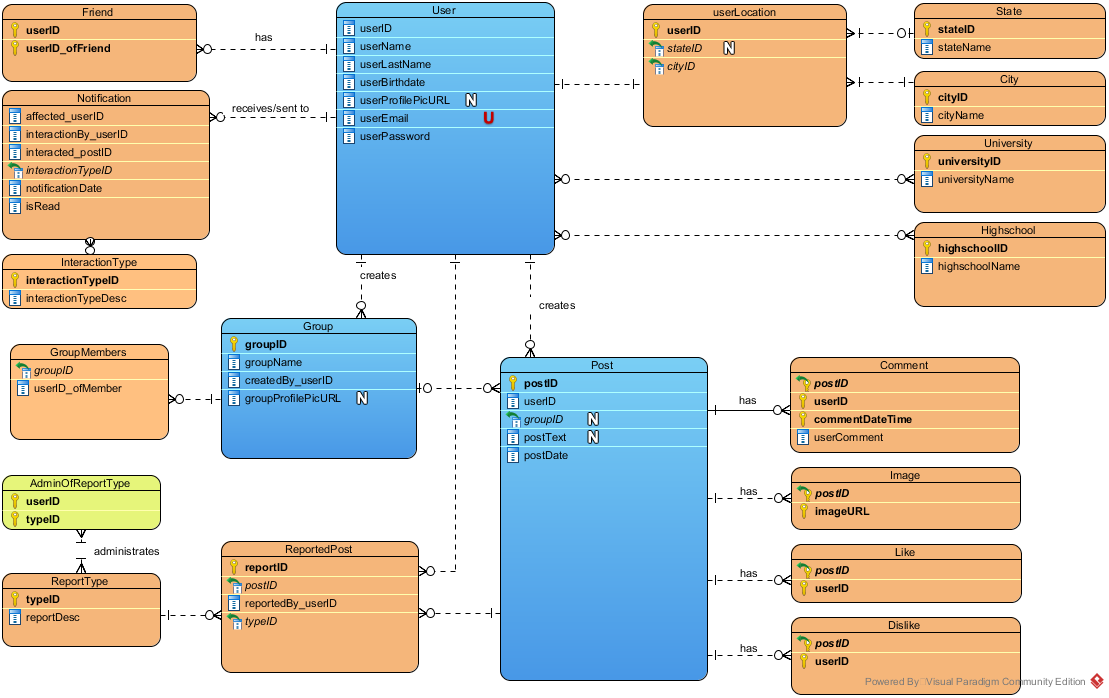 Friend
userID
userID_ofFriend
has
User
userID
userName
userLastName
userBirthdate
userProfilePicURL N
userEmail U
userPassword
userLocation
userID
stateID N
cityID
State
stateID
stateName
City
cityID
cityName
University
universityID
universityName
Highschool
highschoolID
highschoolName
Notification
affected_userID
interactionBy_userID
interacted_postID
interactionTypeID
notificationDate
isRead
receives/sent to
InteractionType
interactionTypeID
interactionTypeDesc
creates
creates
Group
groupID
groupName
createdBy_userID
groupProfilePicURL N
GroupMembers
groupID
userID_ofMember
Post
postID
userID
groupID N
postText N
postDate
has
Comment
postID
userID
commentDateTime
userComment
has
Image
postID
imageURL
has
Like
postID
userID
has
Dislike
postID
userID
AdminOfReportType
userID
typeID
administrates
ReportType
typeID
reportDesc
ReportedPost
reportID
postID
reportedBy_userID
typeID
Powered By Visual Paradigm Community Edition